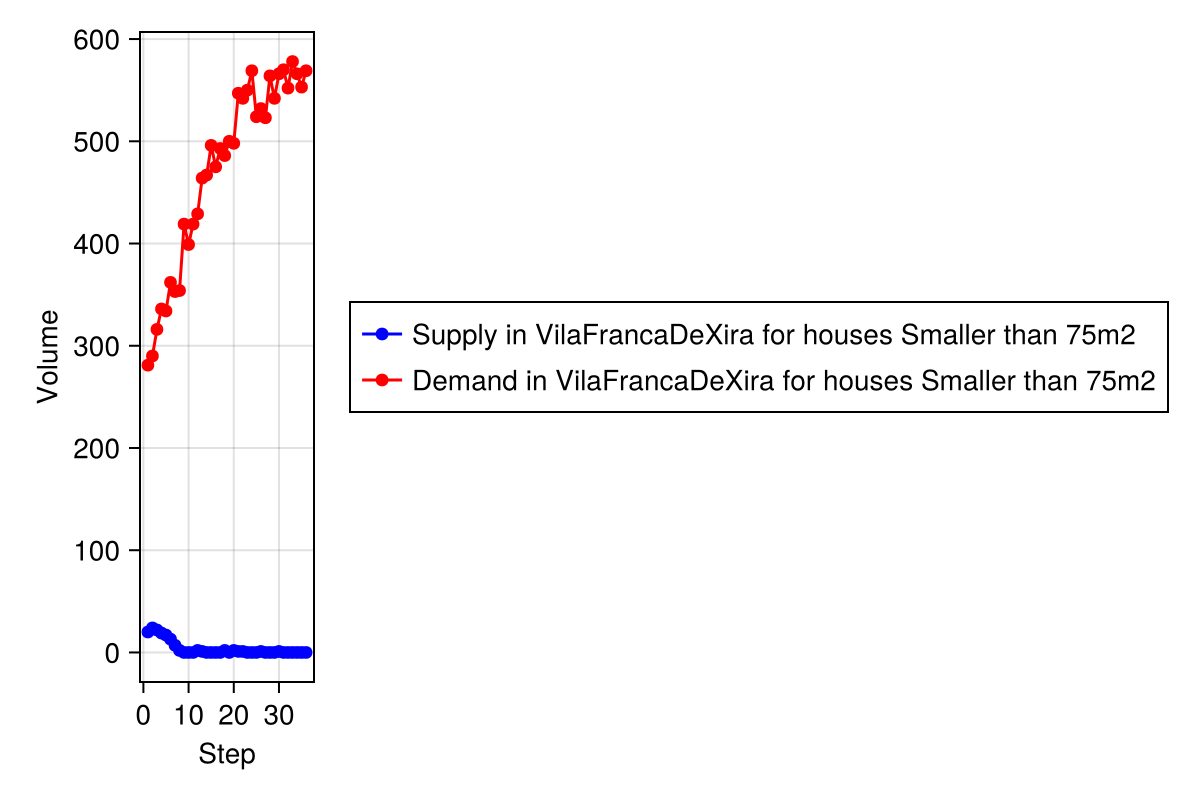 600
500
400
300
200
100
0
Volume
0 10 20 30
Step
Supply in VilaFrancaDeXira for houses Smaller than 75m2
Demand in VilaFrancaDeXira for houses Smaller than 75m2